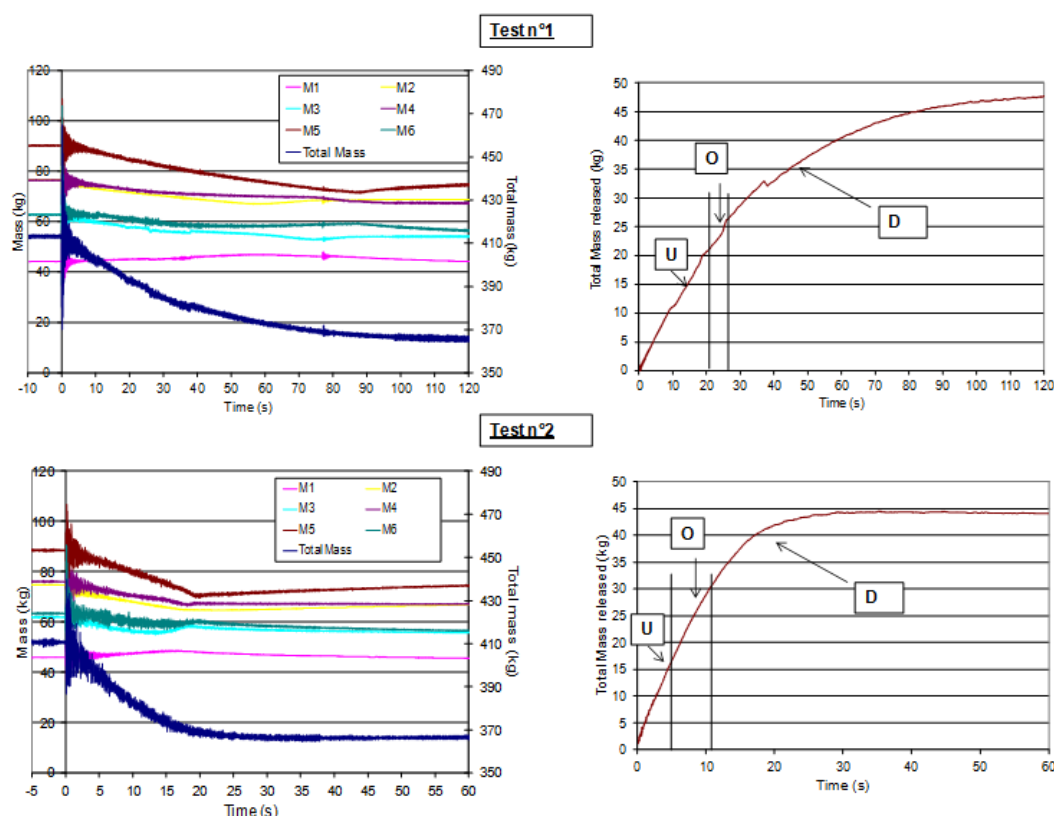 Test n°1
120
100
80
60
40
20
0
Mass (kg)
-10 0 10 20 30 40 50 60 70 80 90 100 110 120
Time (s)
M1 M2
M3 M4
M5 M6
Total Mass
490
470
450
430
410
390
370
350
Total mass (kg)
50
45
40
35
30
25
20
15
10
5
0
Total Mass released (kg)
U
O
D
0 10 20 30 40 50 60 70 80 90 100 110 120
Time (s)
Test n°2
120
100
80
60
40
20
0
Mass (kg)
-5 0 5 10 15 20 25 30 35 40 45 50 55 60
Time (s)
M1 M2
M3 M4
M5 M6
Total Mass
490
470
450
430
410
390
370
350
Total mass (kg)
50
45
40
35
30
25
20
15
10
5
0
Total Mass released (kg)
U
O
D
0 10 20 30 40 50 60
Time (s)